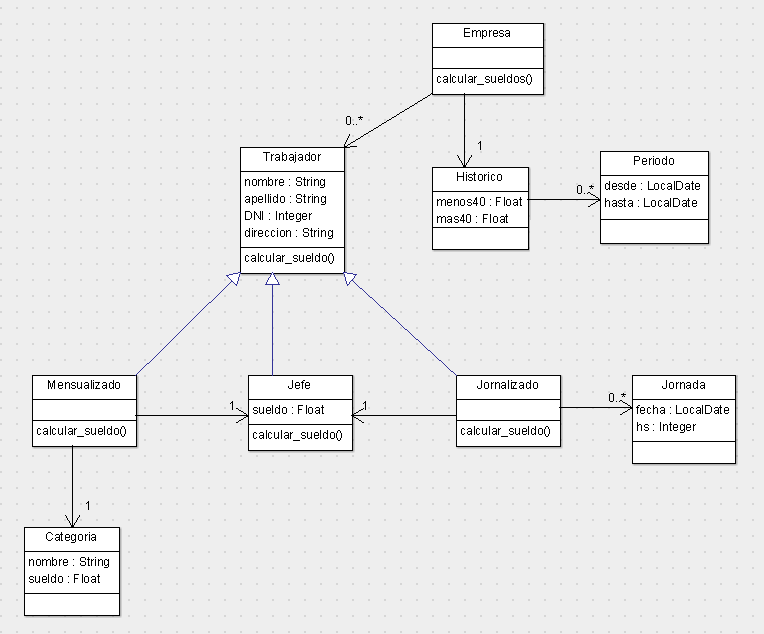 Empresa
calcular_sueldos()
0..*
1
Trabajador
nombre : String
apellido : String
DNI : Integer
direccion : String
calcular_sueldo()
Historico
menos40 : Float
mas40 : Float
0..*
Periodo
desde : LocalDate
hasta : LocalDate
Mensualizado
calcular_sueldo()
1
Jefe
sueldo : Float
calcular_sueldo()
1
Jornalizado
calcular_sueldo()
0..*
Jornada
fecha : LocalDate
hs : Integer
1
Categoria
nombre : String
sueldo : Float